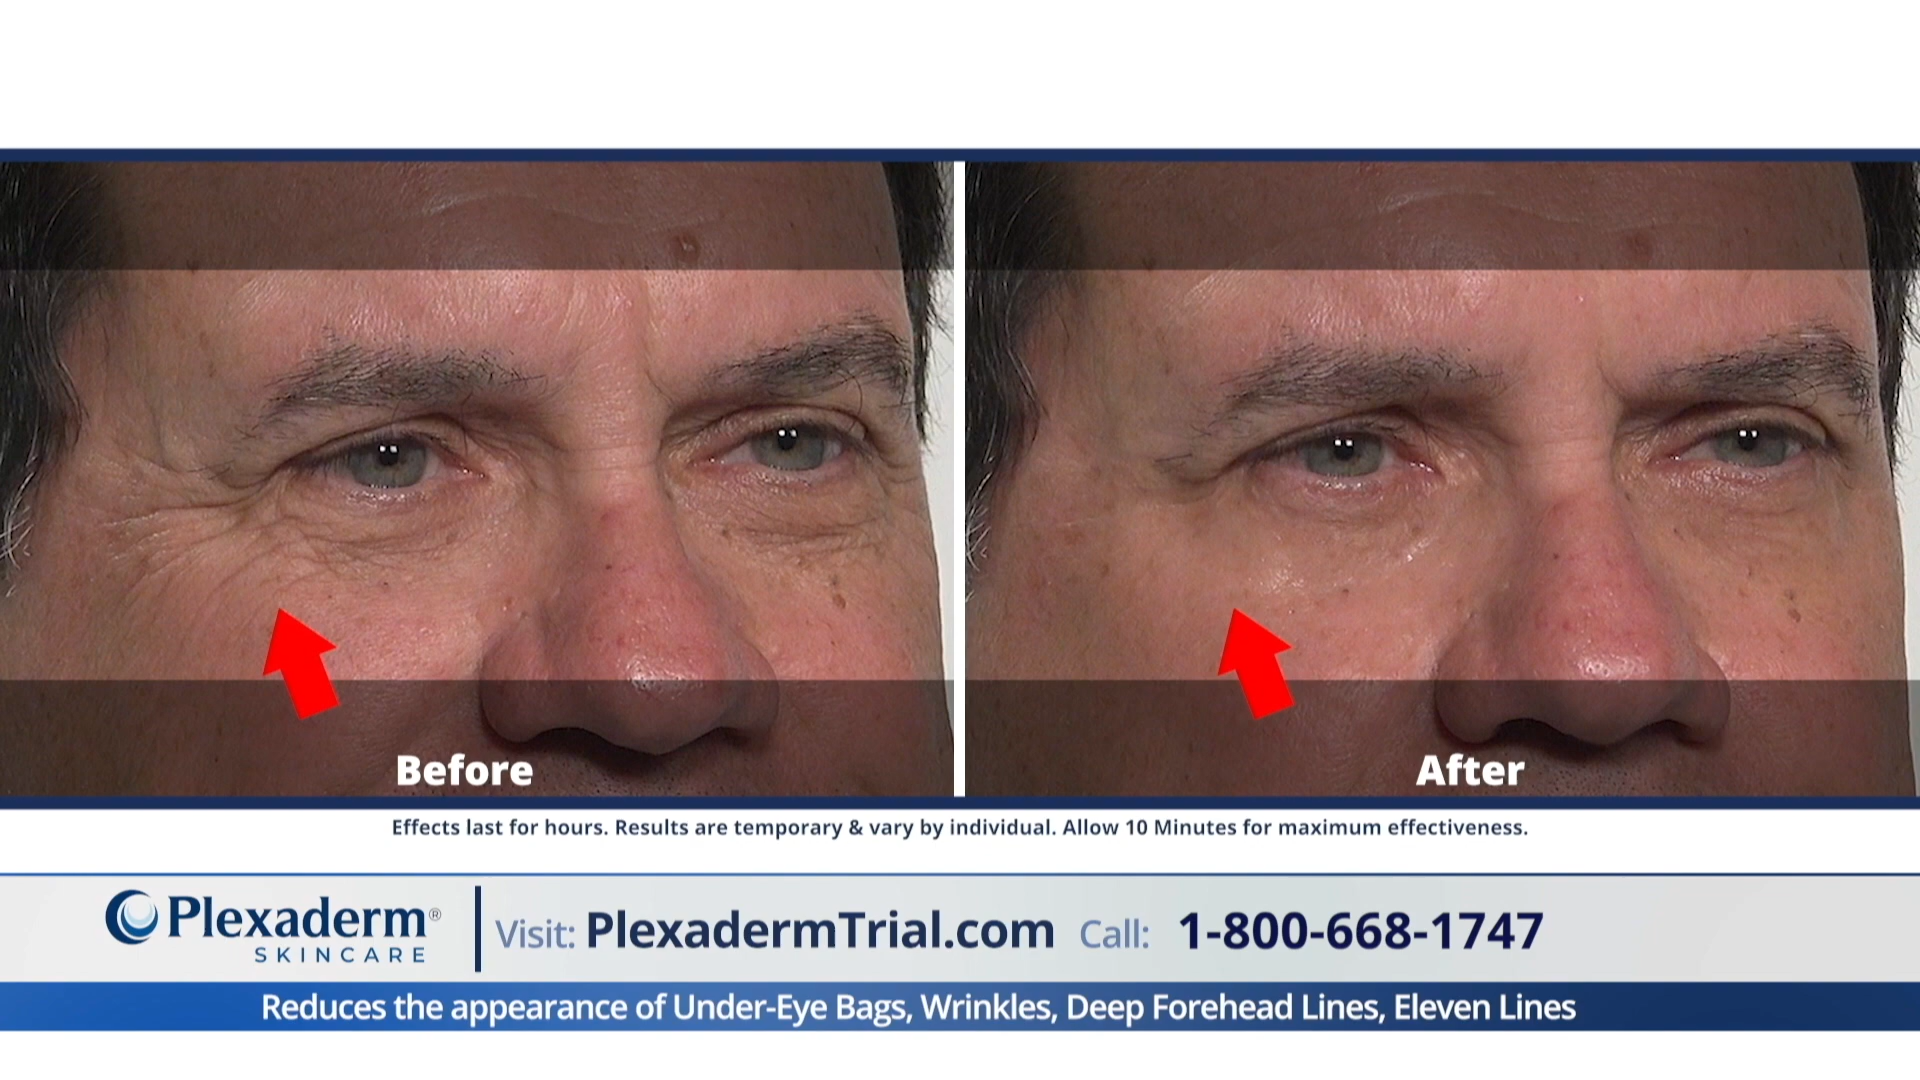 Before
After
Effects last for hours. Results are temporary & vary by individual. Allow 10 Minutes for maximum effectiveness.
Plexaderm®
SKINCARE
Visit: PlexadermTrial.com Call: 1-800-668-1747
Reduces the appearance of Under-Eye Bags, Wrinkles, Deep Forehead Lines, Eleven Lines